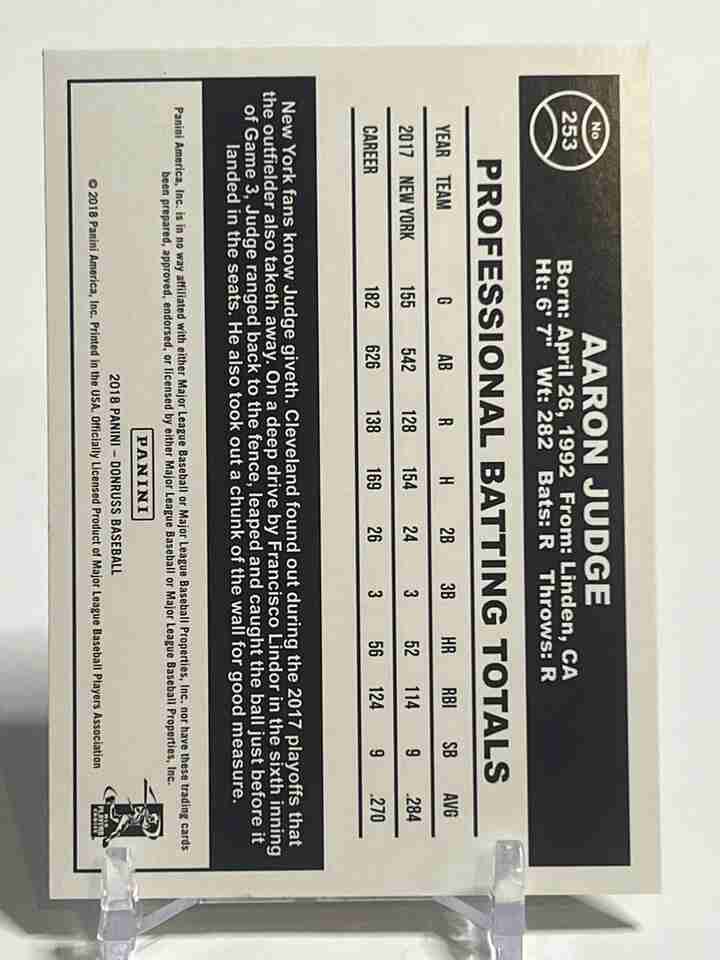 No
253
AARON JUDGE
Born: April 26, 1992 From: Linden, CA
Ht: 6' 7" Wt: 282 Bats: R Throws: R
PROFESSIONAL BATTING TOTALS
YEAR TEAM G AB R H 2B 3B HR RBI SB AVG
2017 NEW YORK 155 542 128 154 24 3 52 114 9 .284
CAREER 182 626 138 169 26 3 56 124 9 .270
New York fans know Judge giveth. Cleveland found out during the 2017 playoffs that
the outfielder also taketh away. On a deep drive by Francisco Lindor in the sixth inning
of Game 3, Judge ranged back to the fence, leaped and caught the ball just before it
landed in the seats. He also took out a chunk of the wall for good measure.
Panini America, Inc. is in no way affiliated with either Major League Baseball or Major League Baseball Properties, Inc. nor have these trading cards
been prepared, approved, endorsed, or licensed by either Major League Baseball or Major League Baseball Properties, Inc.
PANINI
2018 PANINI – DONRUSS BASEBALL
© 2018 Panini America, Inc. Printed in the USA. Officially Licensed Product of Major League Baseball Players Association